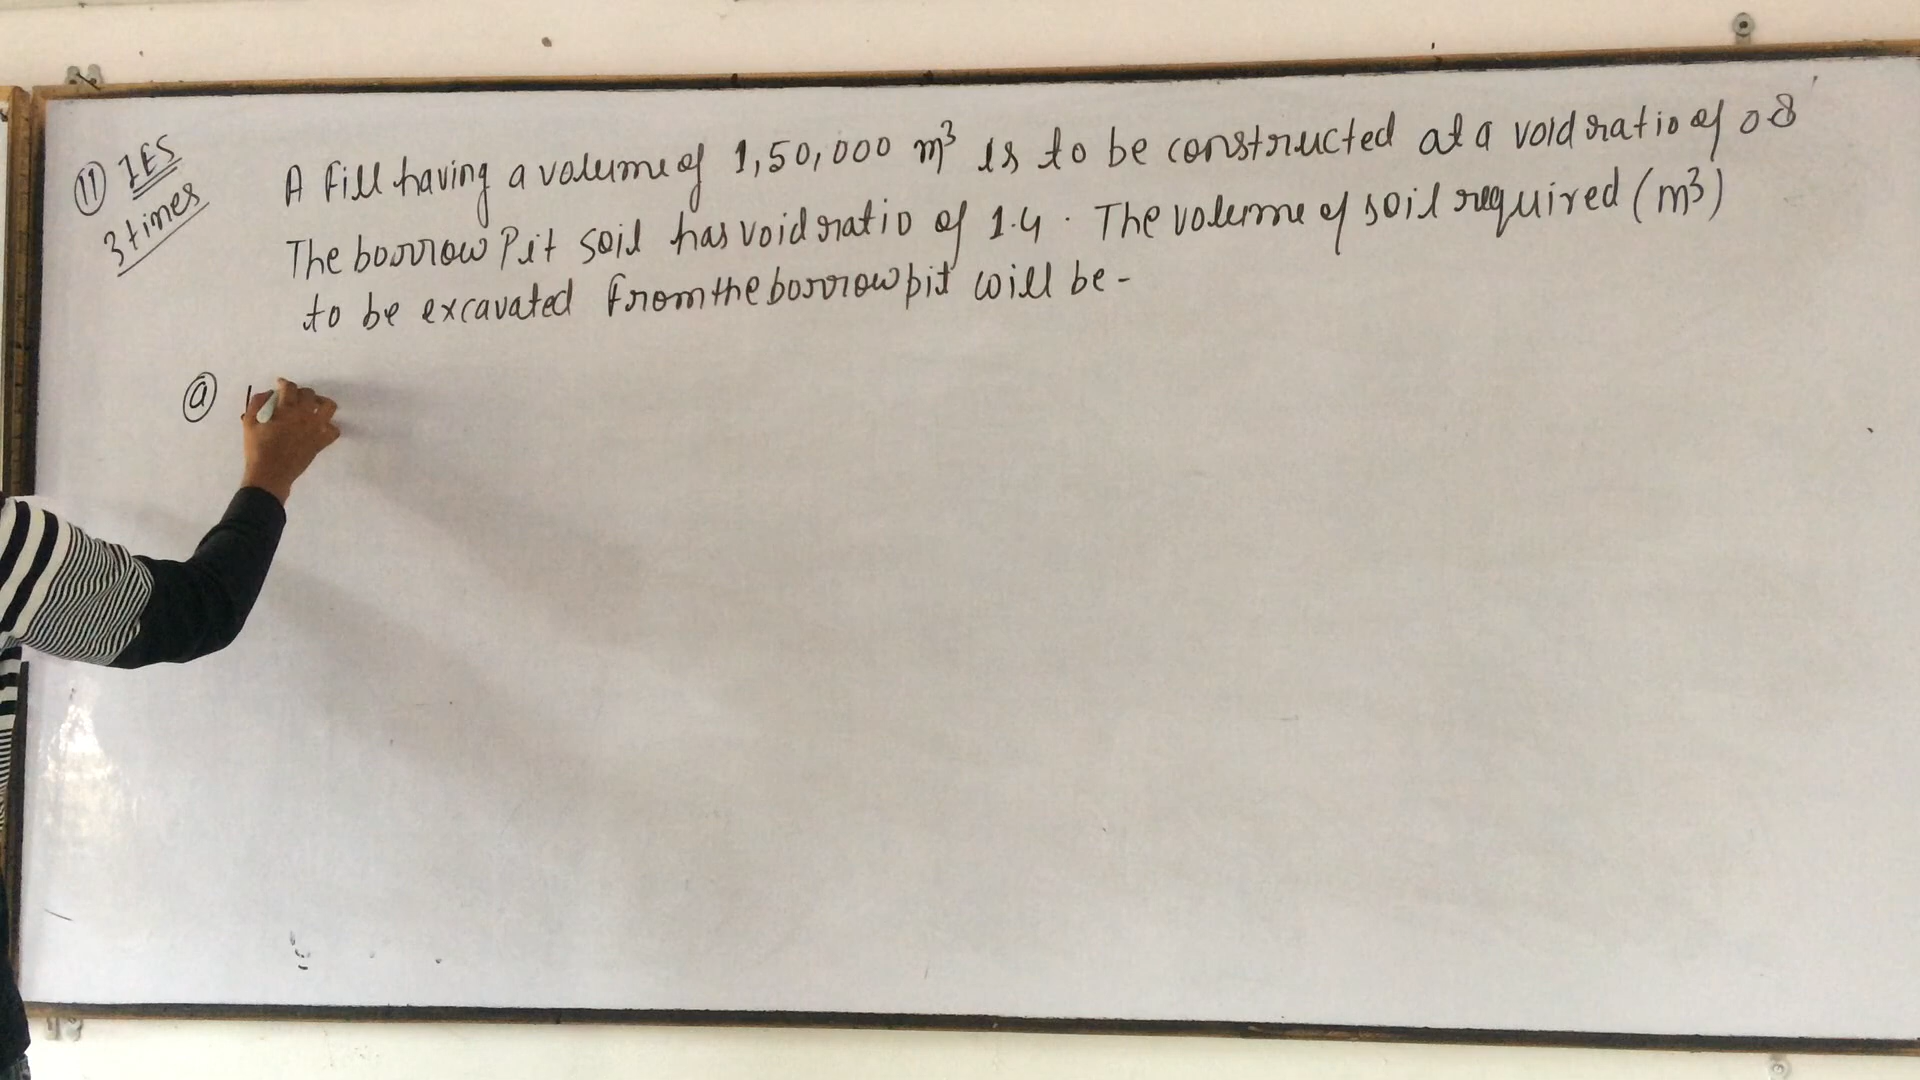 ⑪ IES
3 times
A fill having a volume of 1,50,000 m³ is to be constructed at a void ratio of 0.8
The borrow Pit soil has void ratio of 1.4. The volume of soil required (m³)
to be excavated from the borrow pit will be -
ⓐ